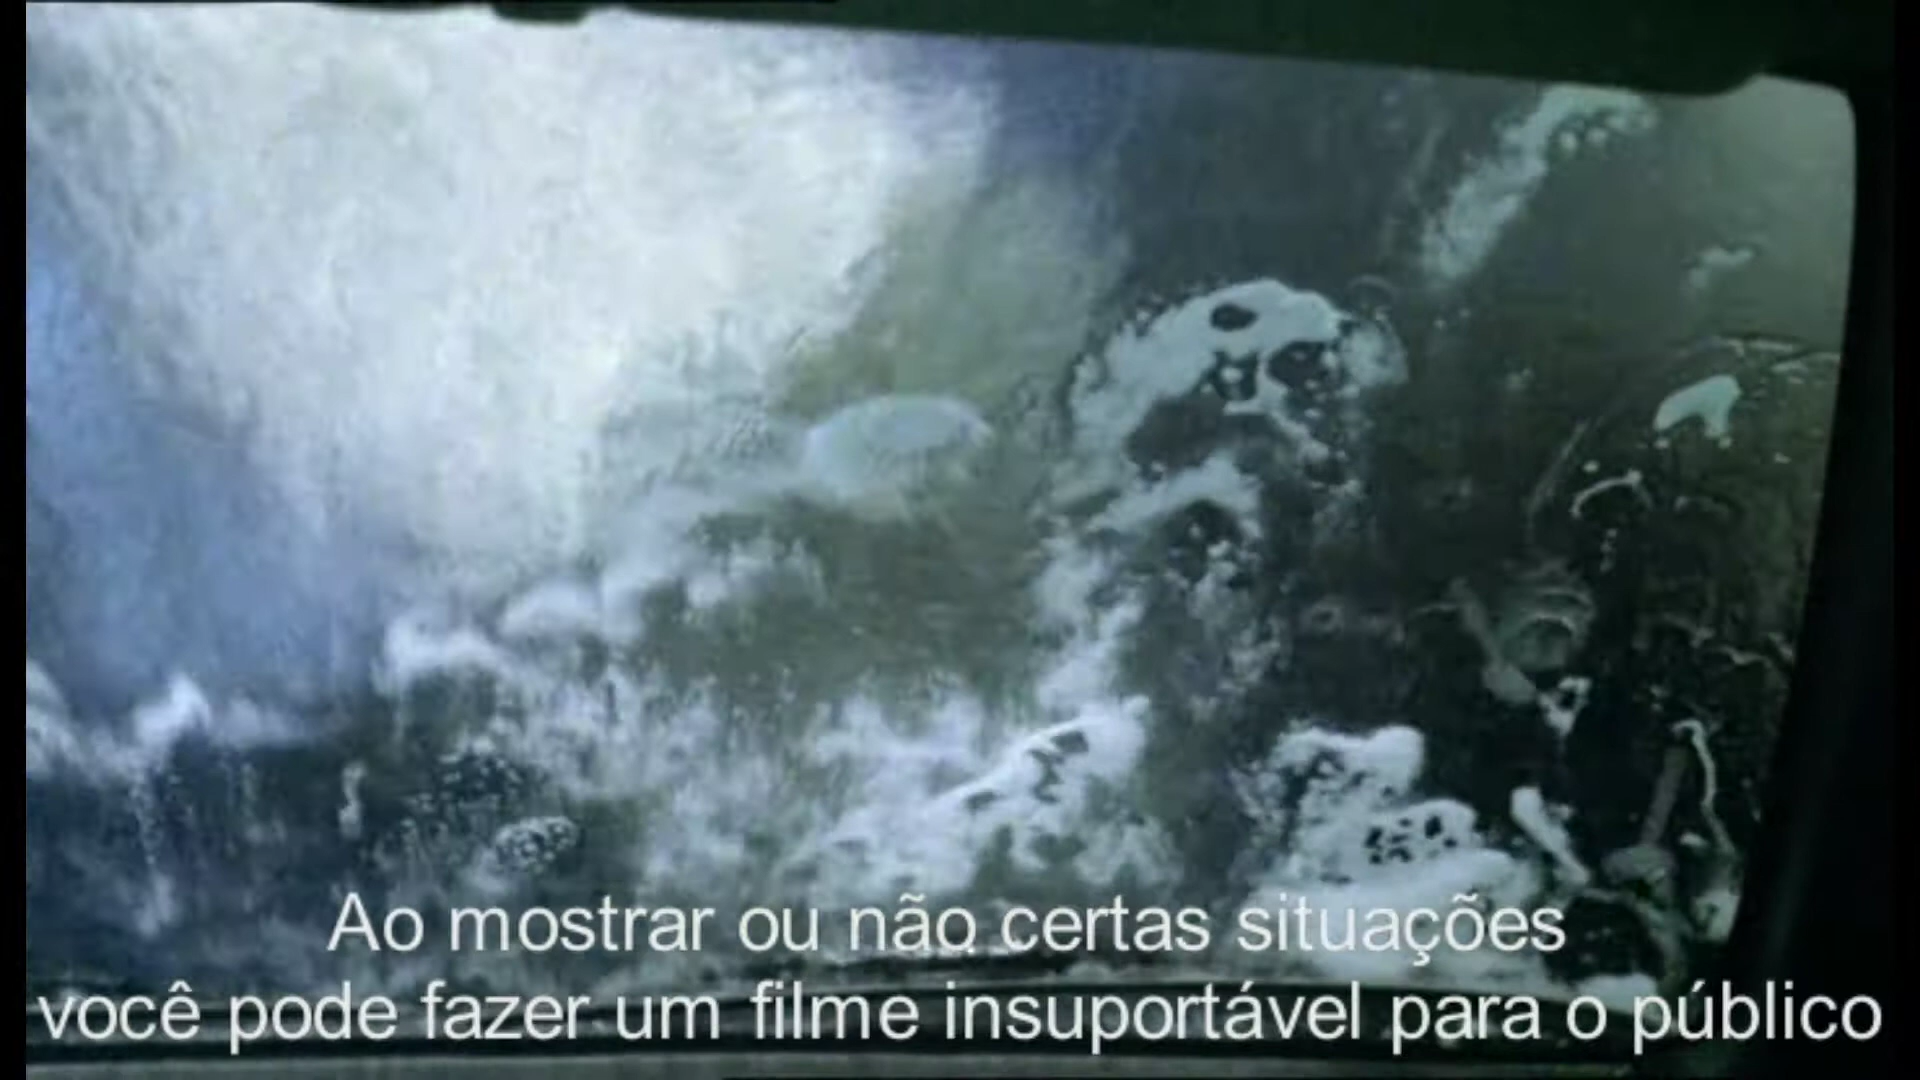 Ao mostrar ou não certas situações
você pode fazer um filme insuportável para o público